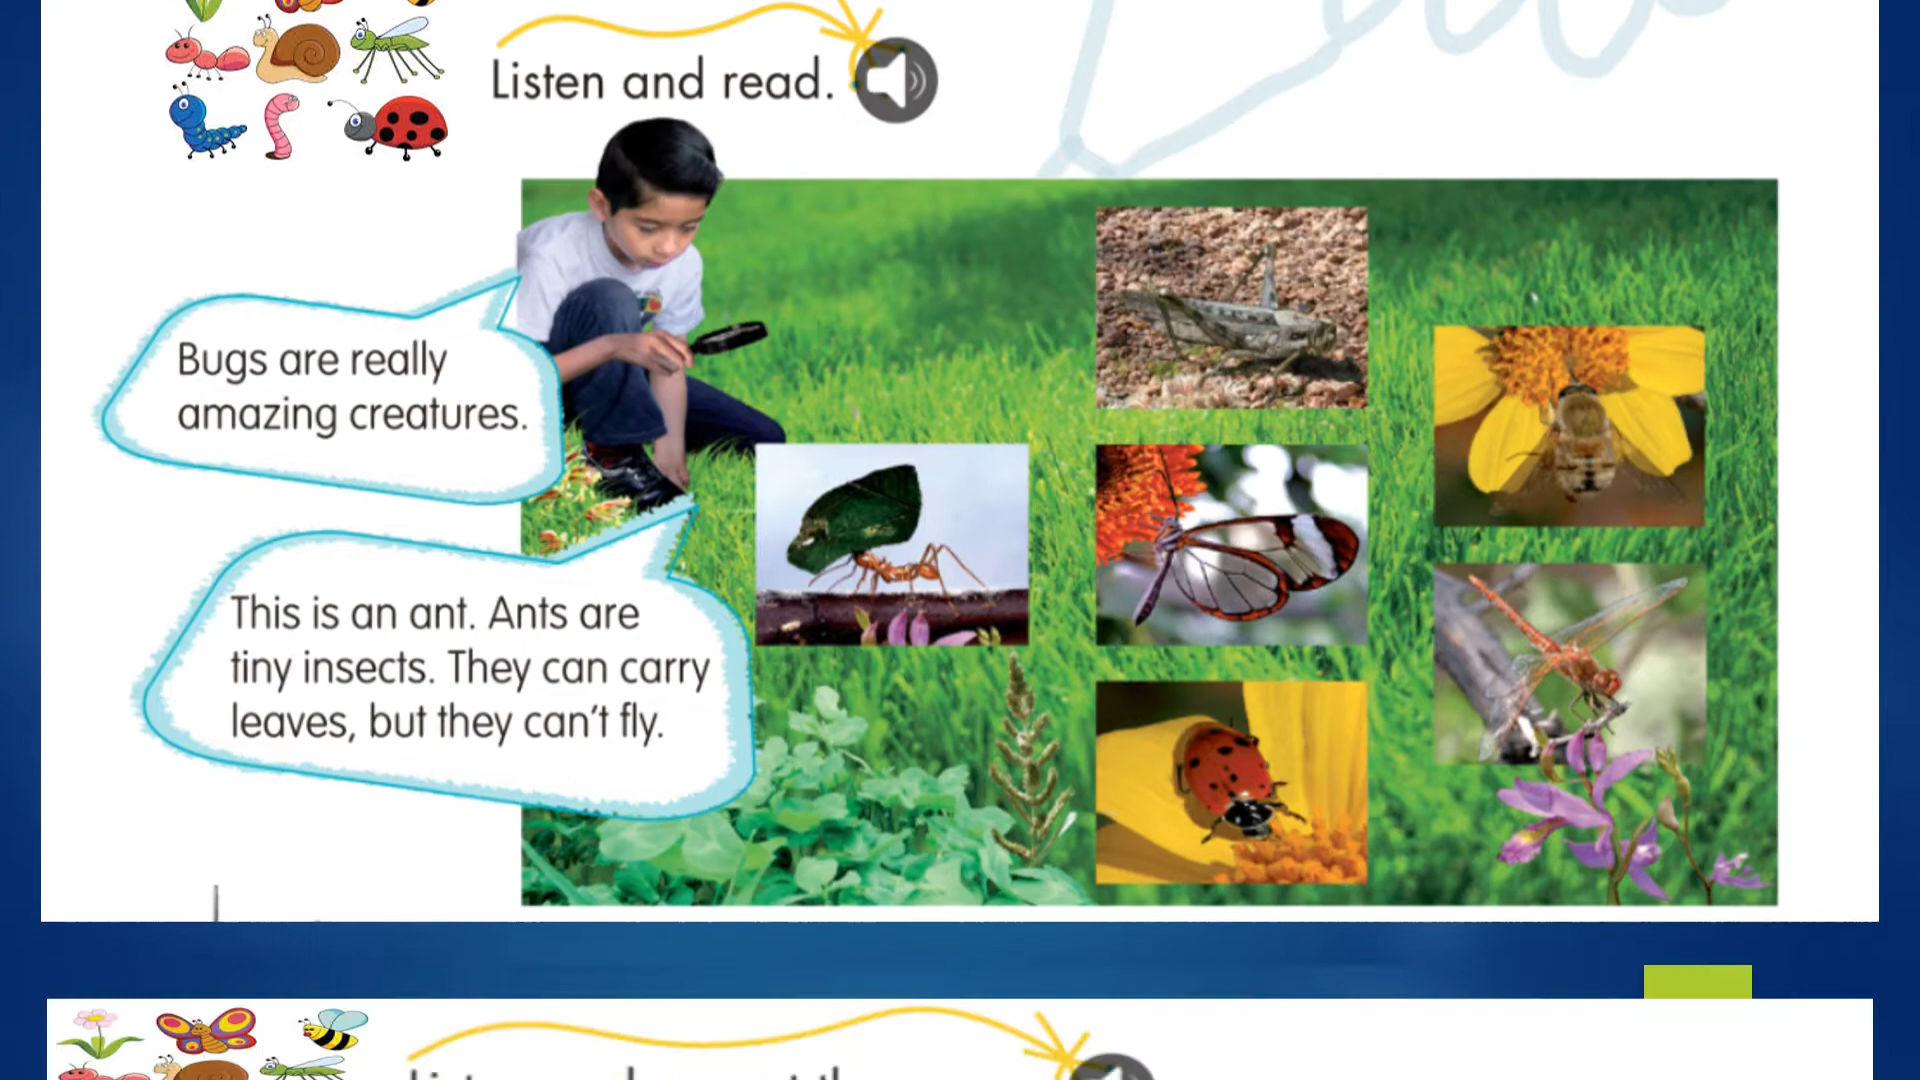 Listen and read.
Bugs are really
amazing creatures.
This is an ant. Ants are
tiny insects. They can carry
leaves, but they can't fly.